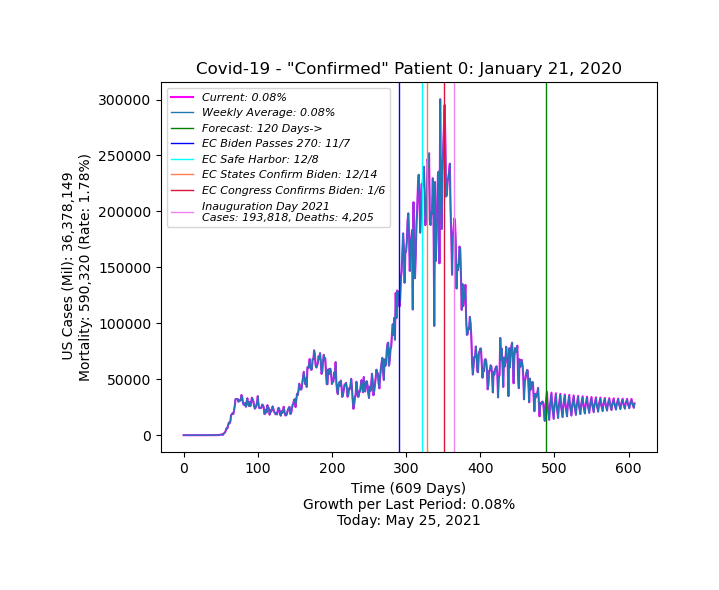 Covid-19 - "Confirmed" Patient 0: January 21, 2020
US Cases (Mil): 36,378,149
Mortality: 590,320 (Rate: 1.78%)
300000
250000
200000
150000
100000
50000
0
Current: 0.08%
Weekly Average: 0.08%
Forecast: 120 Days->
EC Biden Passes 270: 11/7
EC Safe Harbor: 12/8
EC States Confirm Biden: 12/14
EC Congress Confirms Biden: 1/6
Inauguration Day 2021
Cases: 193,818, Deaths: 4,205
0 100 200 300 400 500 600
Time (609 Days)
Growth per Last Period: 0.08%
Today: May 25, 2021